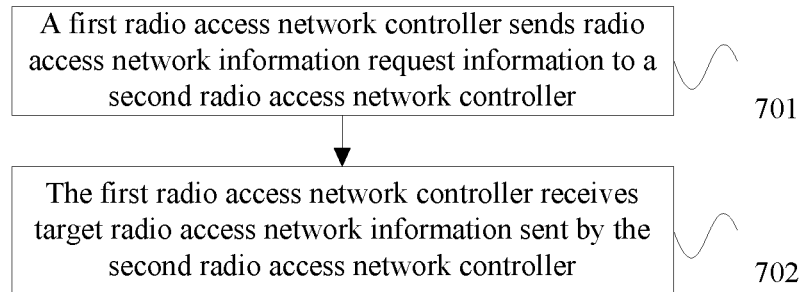 A first radio access network controller sends radio
access network information request information to a
second radio access network controller
701
The first radio access network controller receives
target radio access network information sent by the
second radio access network controller
702